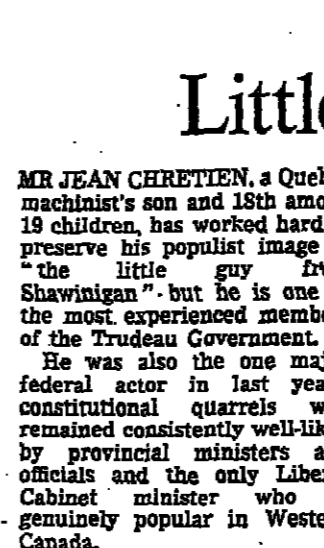 Little
MR JEAN CHRETIEN, a Queb
machinist's son and 18th amo
19 children, has worked hard
preserve his populist image
"the little guy fr
Shawinigan" but he is one
the most experienced membe
of the Trudeau Government.
He was also the one maj
federal actor in last yea
constitutional quarrels w
remained consistently well-lik
by provincial ministers a
officials and the only Liber
Cabinet minister who
genuinely popular in Weste
Canada.